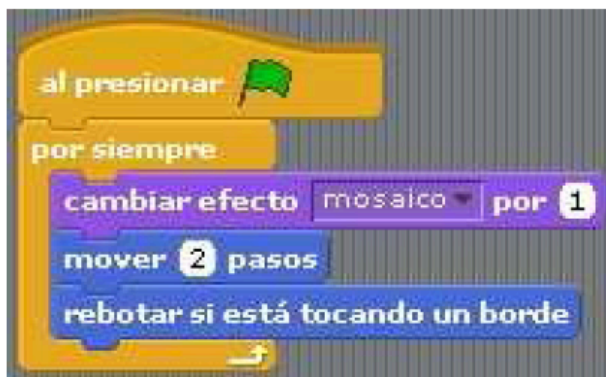 al presionar
por siempre
cambiar efecto mosaico por 1
mover 2 pasos
rebotar si está tocando un borde